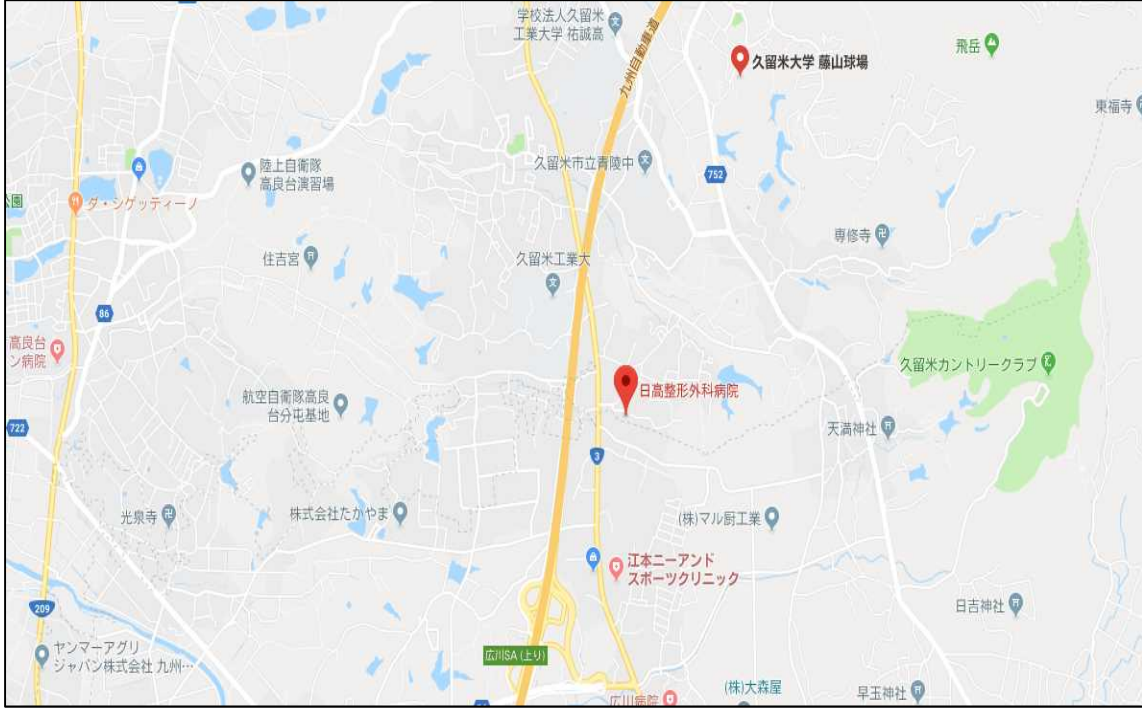 学校法人久留米
工業大学 祐誠高
九州自動車道
久留米大学 藤山球場
飛岳
東福寺
久留米市立青陵中
陸上自衛隊
高良台演習場
752
公園
ダ・シゲッティーノ
専修寺
住吉宮
久留米工業大
86
高良台
ン病院
久留米カントリークラブ
日高整形外科病院
航空自衛隊高良
台分屯基地
722
天満神社
3
光泉寺
株式会社たかやま
(株)マル厨工業
江本ニーアンド
スポーツクリニック
209
日吉神社
ヤンマーアグリ
ジャパン株式会社 九州…
広川SA (上り)
(株)大森屋
早玉神社
広川病院